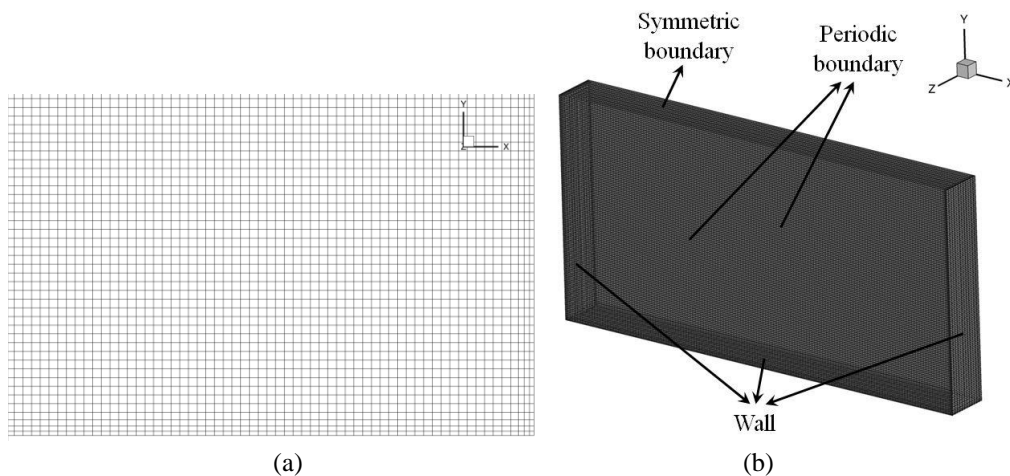 Symmetric
boundary
Periodic
boundary
Y
Z
X
Y
Z X
Wall
(a)
(b)